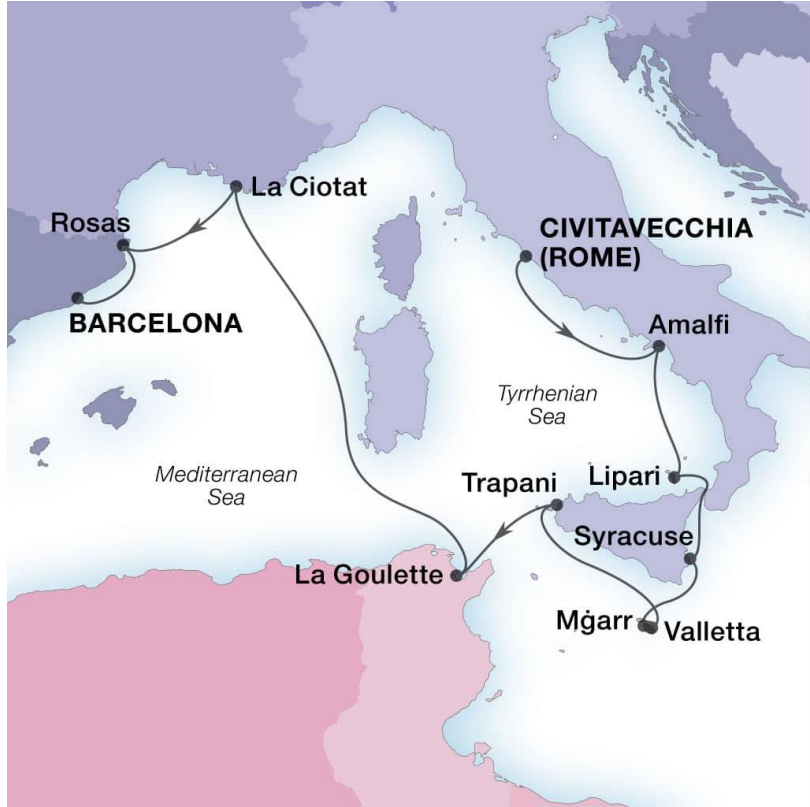 La Ciotat
Rosas
CIVITAVECCHIA
(ROME)
BARCELONA
Amalfi
Tyrrhenian
Sea
Mediterranean
Sea
Trapani
Lipari
Syracuse
La Goulette
Mġarr
Valletta